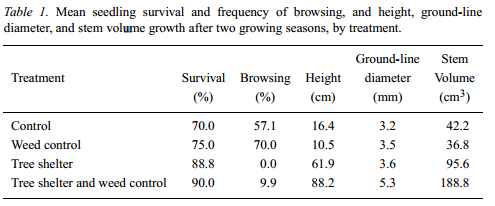 Table 1. Mean seedling survival and frequency of browsing, and height, ground-line
diameter, and stem volume growth after two growing seasons, by treatment.
Ground-line Stem
Treatment Survival Browsing Height diameter Volume
(%) (%) (cm) (mm) (cm³)
Control 70.0 57.1 16.4 3.2 42.2
Weed control 75.0 70.0 10.5 3.5 36.8
Tree shelter 88.8 0.0 61.9 3.6 95.6
Tree shelter and weed control 90.0 9.9 88.2 5.3 188.8